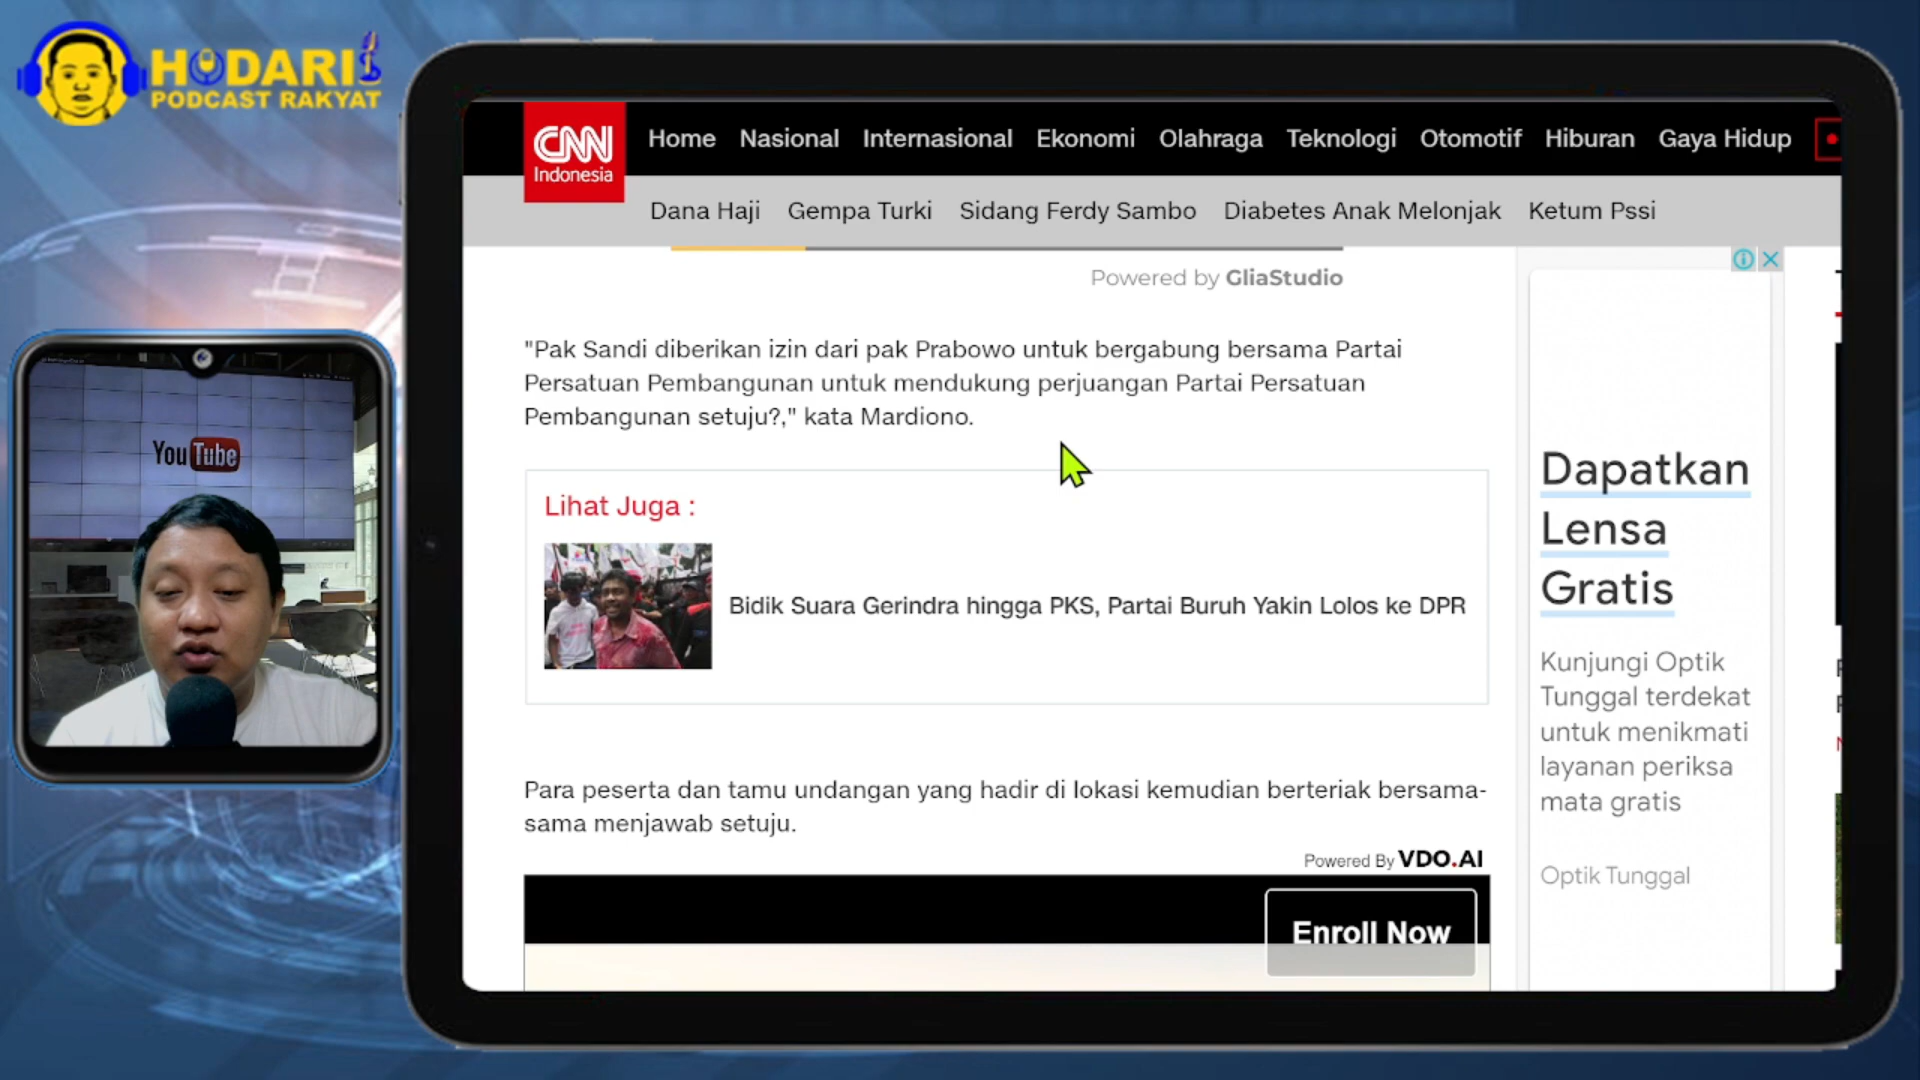 HODARI
PODCAST RAKYAT
CNN
Indonesia
Home Nasional Internasional Ekonomi Olahraga Teknologi Otomotif Hiburan Gaya Hidup
Dana Haji Gempa Turki Sidang Ferdy Sambo Diabetes Anak Melonjak Ketum Pssi
Powered by GliaStudio
"Pak Sandi diberikan izin dari pak Prabowo untuk bergabung bersama Partai
Persatuan Pembangunan untuk mendukung perjuangan Partai Persatuan
Pembangunan setuju?," kata Mardiono.
Lihat Juga :
Bidik Suara Gerindra hingga PKS, Partai Buruh Yakin Lolos ke DPR
Para peserta dan tamu undangan yang hadir di lokasi kemudian berteriak bersama-
sama menjawab setuju.
Powered By VDO.AI
Enroll Now
Dapatkan
Lensa
Gratis
Kunjungi Optik
Tunggal terdekat
untuk menikmati
layanan periksa
mata gratis
Optik Tunggal
YouTube